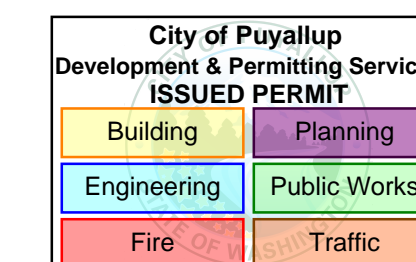 City of Puyallup
Development & Permitting Servic
ISSUED PERMIT
Building Planning
Engineering Public Works
Fire Traffic